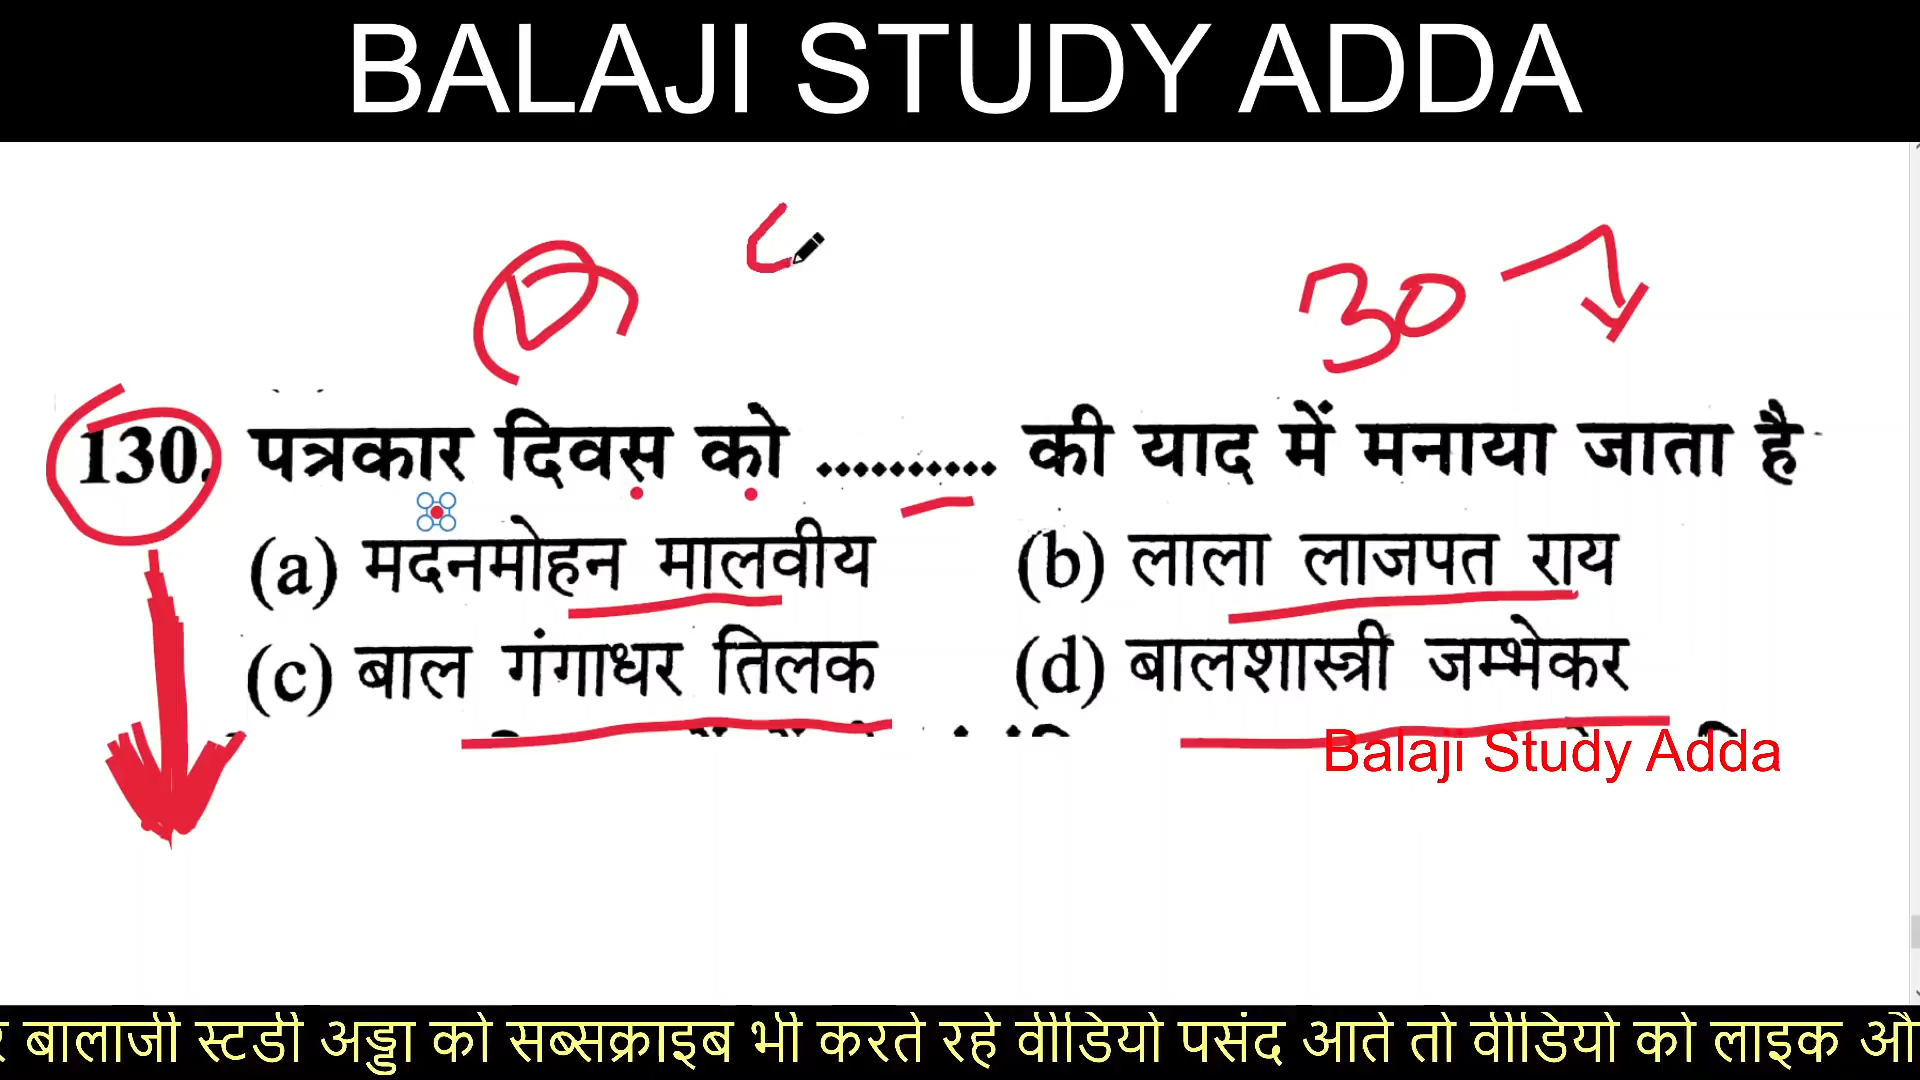 BALAJI STUDY ADDA
D
30
130. पत्रकार दिवस को .......... की याद में मनाया जाता है
(a) मदनमोहन मालवीय (b) लाला लाजपत राय
(c) बाल गंगाधर तिलक (d) बालशास्त्री जम्भेकर
Balaji Study Adda
बालाजी स्टडी अड्डा को सब्सक्राइब भी करते रहे वीडियो पसंद आते तो वीडियो को लाइक औ